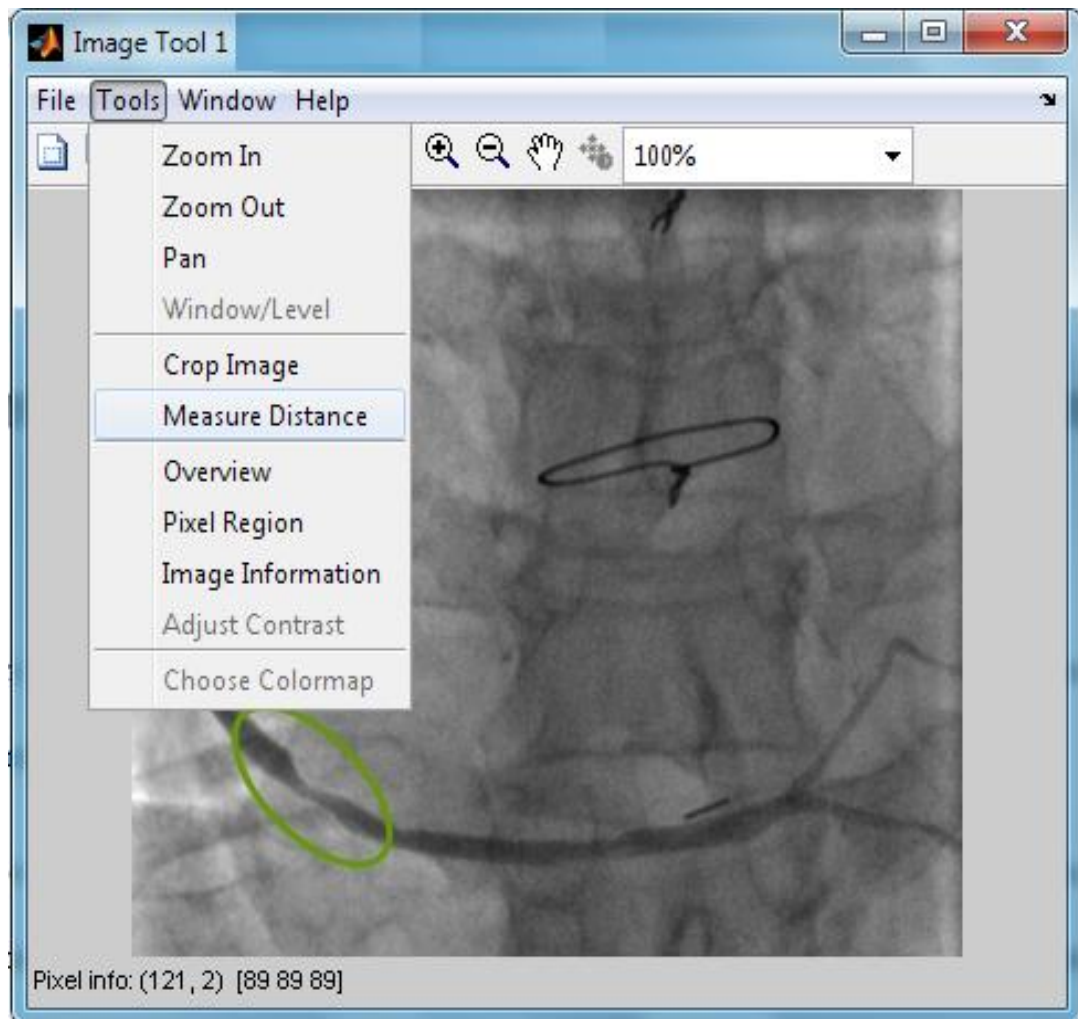 Image Tool 1
File Tools Window Help
100%
Zoom In
Zoom Out
Pan
Window/Level
Crop Image
Measure Distance
Overview
Pixel Region
Image Information
Adjust Contrast
Choose Colormap
Pixel info: (121, 2) [89 89 89]